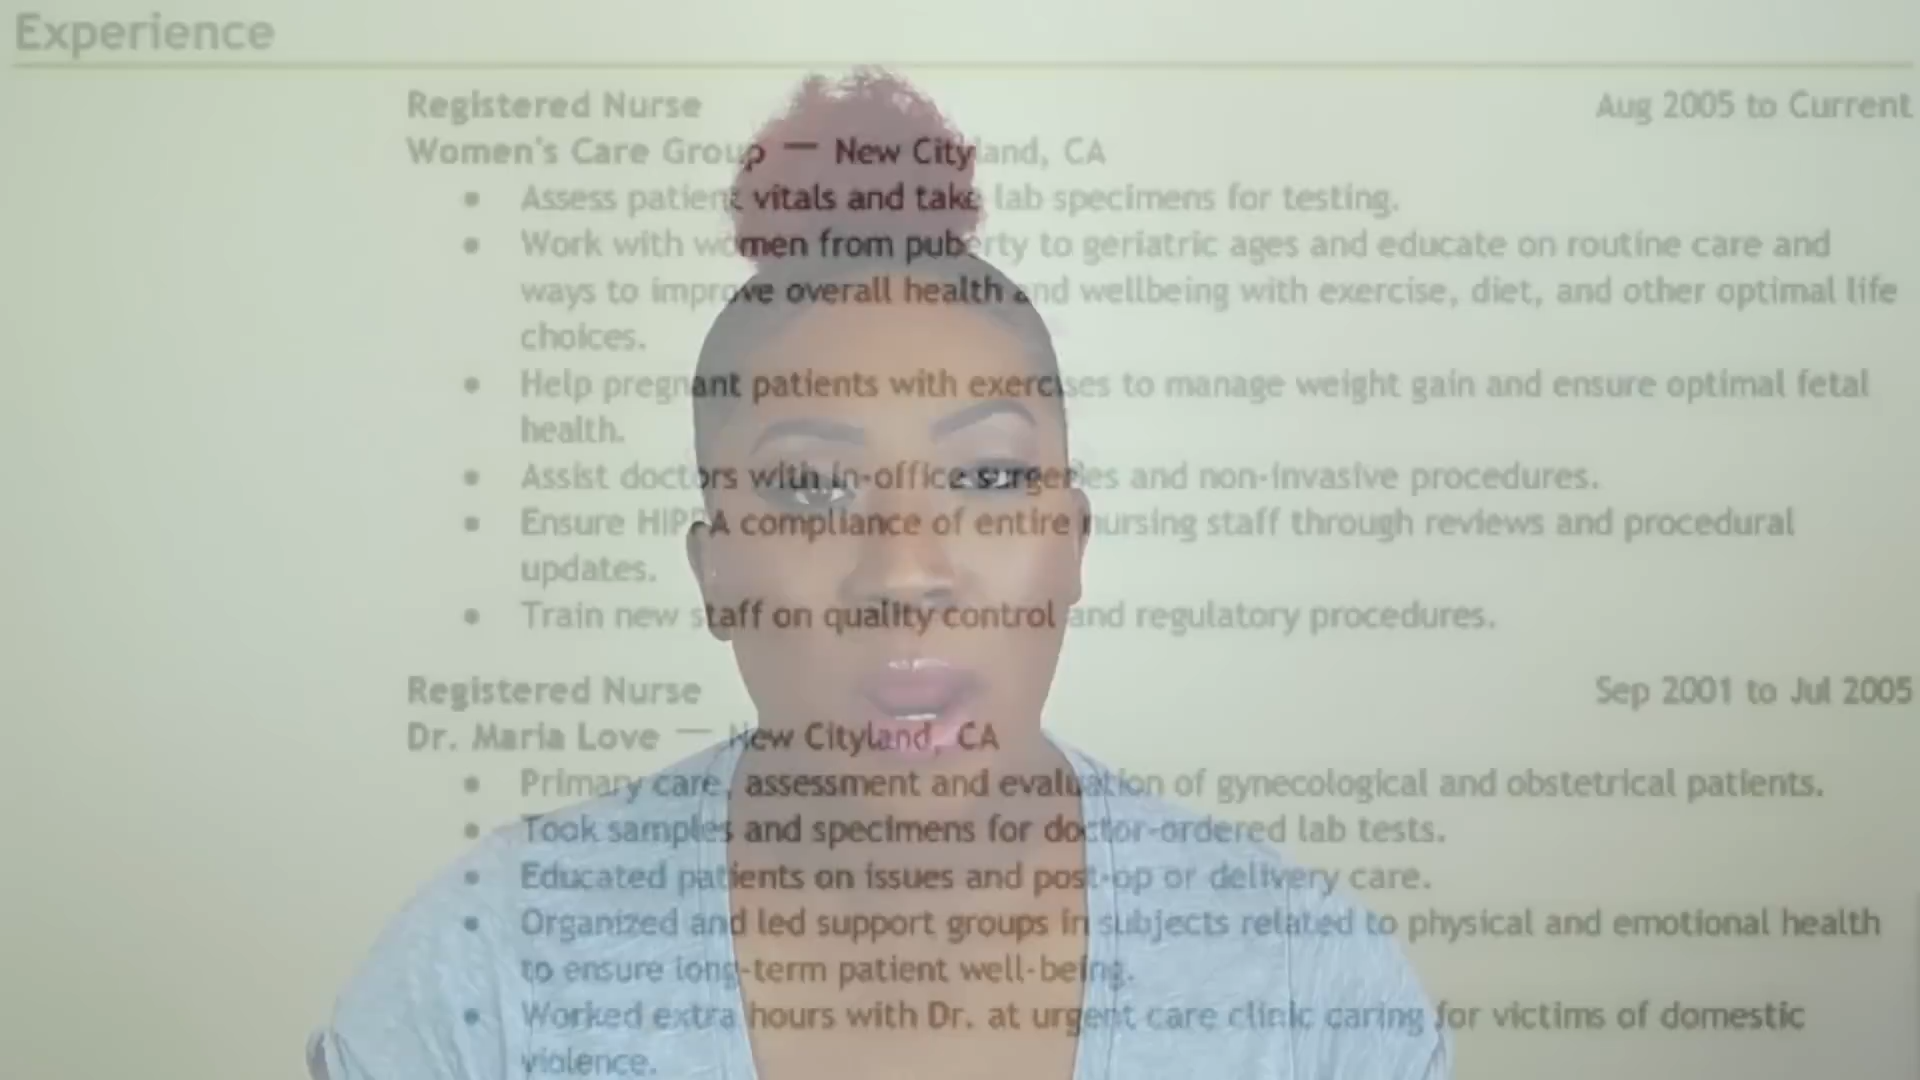 Experience
Registered Nurse Aug 2005 to Current
Women's Care Group — New Cityland, CA
• Assess patient vitals and take lab specimens for testing.
• Work with women from puberty to geriatric ages and educate on routine care and
ways to improve overall health and wellbeing with exercise, diet, and other optimal life
choices.
• Help pregnant patients with exercises to manage weight gain and ensure optimal fetal
health.
• Assist doctors with in-office surgeries and non-invasive procedures.
• Ensure HIPPA compliance of entire nursing staff through reviews and procedural
updates.
• Train new staff on quality control and regulatory procedures.
Registered Nurse Sep 2001 to Jul 2005
Dr. Maria Love — New Cityland, CA
• Primary care, assessment and evaluation of gynecological and obstetrical patients.
• Took samples and specimens for doctor-ordered lab tests.
• Educated patients on issues and post-op or delivery care.
• Organized and led support groups in subjects related to physical and emotional health
to ensure long-term patient well-being.
• Worked extra hours with Dr. at urgent care clinic caring for victims of domestic
violence.